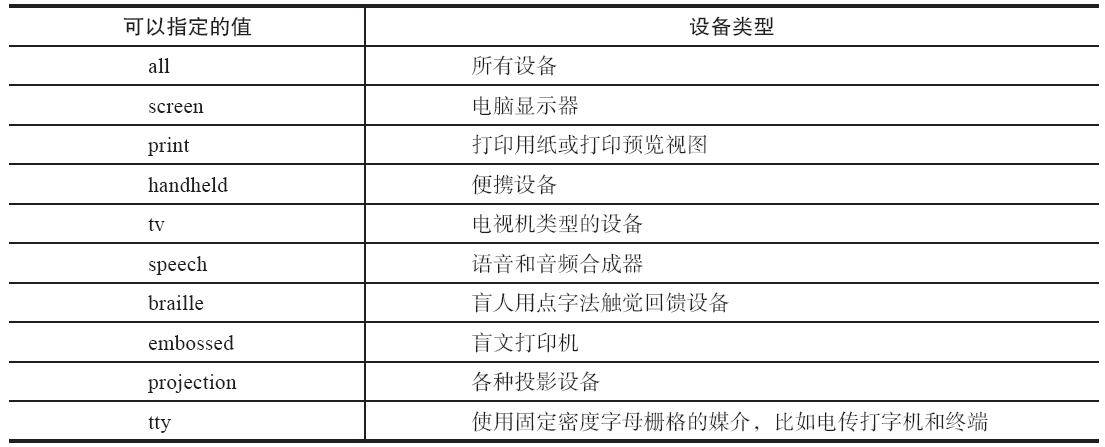 可以指定的值 设备类型
all 所有设备
screen 电脑显示器
print 打印用纸或打印预览视图
handheld 便携设备
tv 电视机类型的设备
speech 语音和音频合成器
braille 盲人用点字法触觉回馈设备
embossed 盲文打印机
projection 各种投影设备
tty 使用固定密度字母栅格的媒介，比如电传打字机和终端